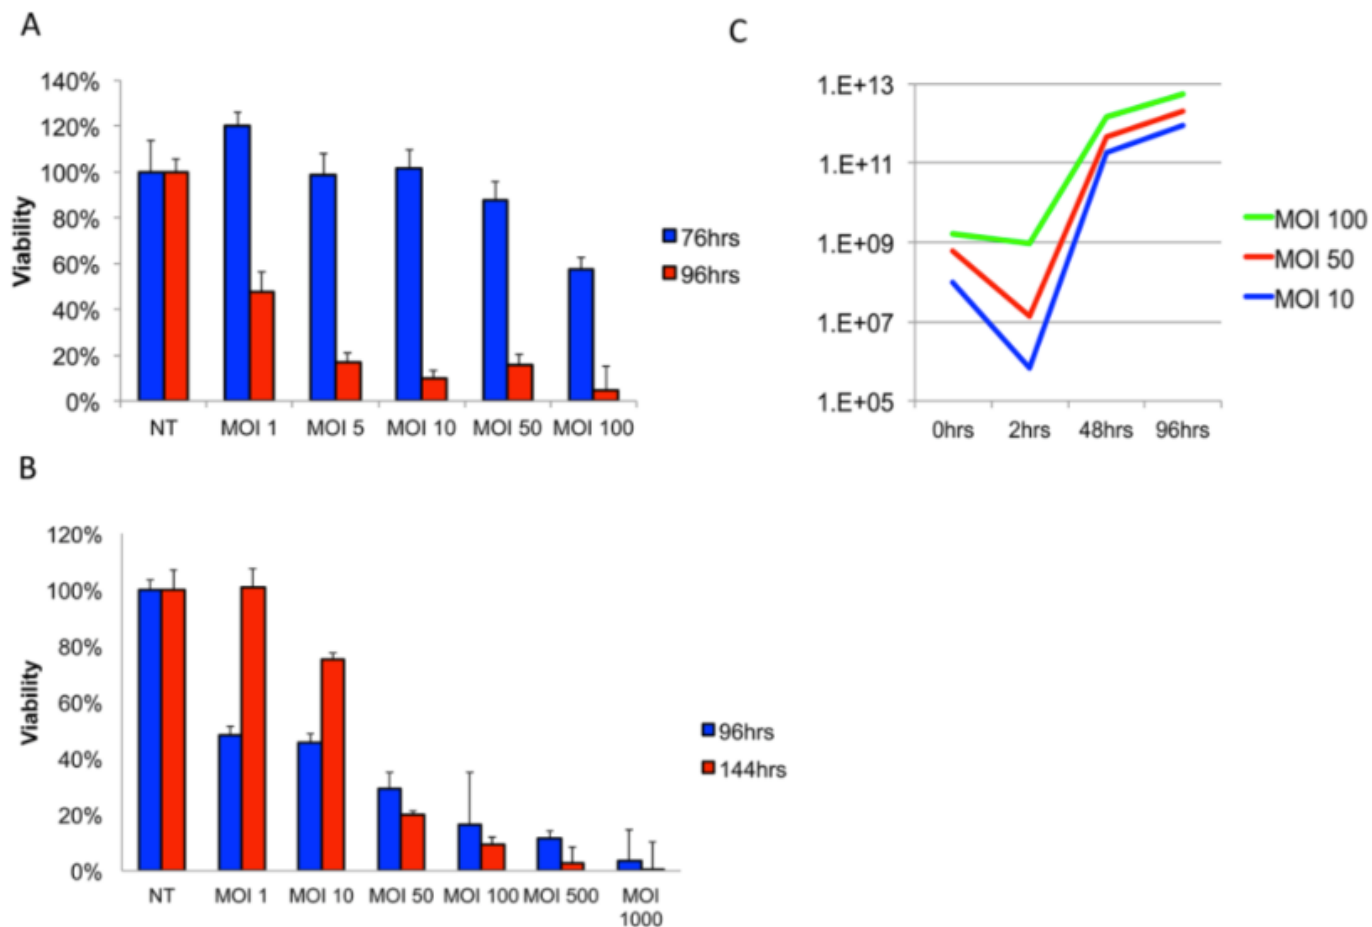 A
140%
120%
100%
80%
60%
40%
20%
0%
Viability
NT MOI 1 MOI 5 MOI 10 MOI 50 MOI 100
76hrs
96hrs
C
1.E+13
1.E+11
1.E+09
1.E+07
1.E+05
0hrs 2hrs 48hrs 96hrs
MOI 100
MOI 50
MOI 10
B
120%
100%
80%
60%
40%
20%
0%
Viability
NT MOI 1 MOI 10 MOI 50 MOI 100 MOI 500 MOI
1000
96hrs
144hrs